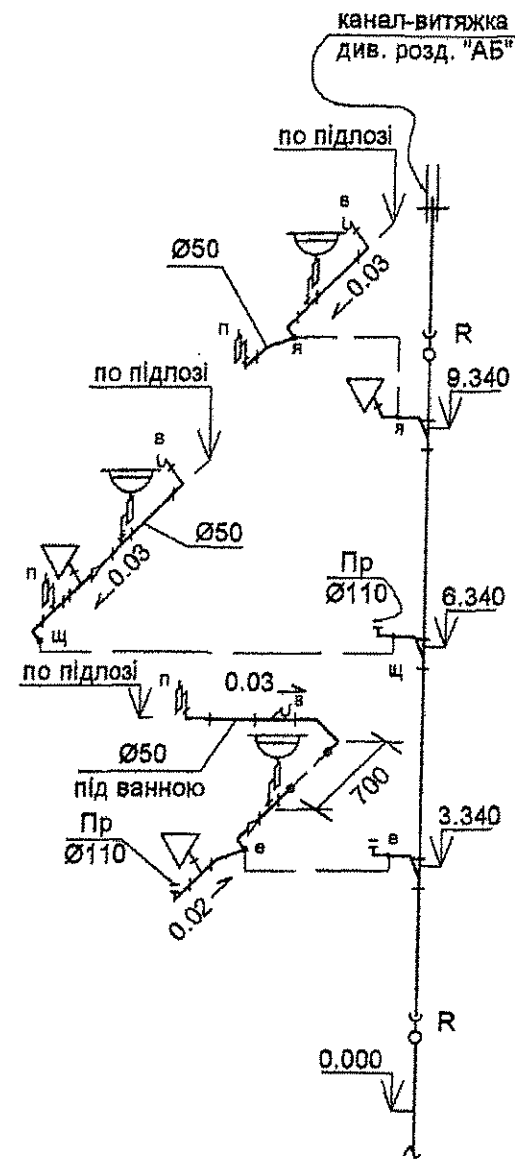 канал-витяжка
див. розд. "АБ"
по підлозі
в
Ø50
0.03
п
я
R
9.340
я
по підлозі
в
Ø50
п
0.03
щ
Пр
Ø110
6.340
щ
по підлозі
п
0.03
в
Ø50
під ванною
700
Пр
Ø110
е
0.02
в
3.340
R
0.000